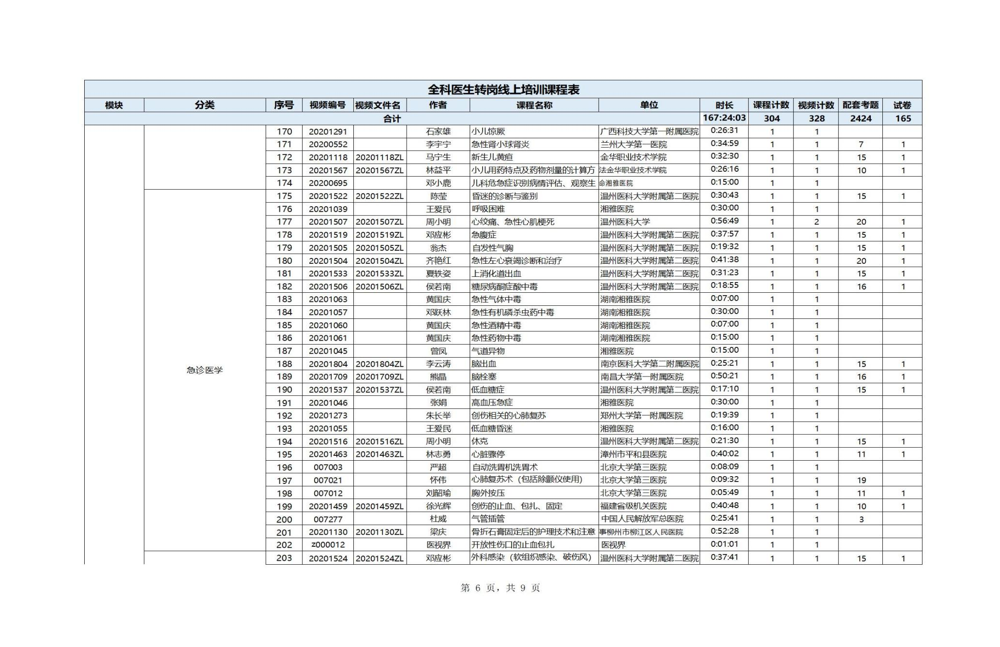 全科医生转岗线上培训课程表
模块 分类 序号 视频编号 视频文件名 作者 课程名称 单位 时长 课程计数 视频计数 配套考题 试卷
合计 167:24:03 304 328 2424 165
170 20201291 石家雄 小儿惊厥 广西科技大学第一附属医院 0:26:31 1 1
171 20200552 李宇宁 急性肾小球肾炎 兰州大学第一医院 0:34:59 1 1 7 1
172 20201118 20201118ZL 马宁生 新生儿黄疸 金华职业技术学院 0:32:30 1 1 15 1
173 20201567 20201567ZL 林益平 小儿用药特点及药物剂量的计算方法 金华职业技术学院 0:26:16 1 1 10 1
174 20200695 邓小鹿 儿科危急症识别病情评估、观察生命 湘雅医院 0:15:00 1 1
175 20201522 20201522ZL 陈莹 昏迷的诊断与鉴别 温州医科大学附属第二医院 0:30:43 1 1 15 1
176 20201039 王爱民 呼吸困难 湘雅医院 0:30:00 1 1
177 20201507 20201507ZL 周小明 心绞痛、急性心肌梗死 温州医科大学 0:56:49 1 2 20 1
178 20201519 20201519ZL 邓应彬 急腹症 温州医科大学附属第二医院 0:37:57 1 1 15 1
179 20201505 20201505ZL 翁杰 自发性气胸 温州医科大学附属第二医院 0:19:32 1 1 15 1
180 20201504 20201504ZL 齐艳红 急性左心衰竭诊断和治疗 温州医科大学附属第二医院 0:41:38 1 1 20 1
181 20201533 20201533ZL 夏轶姿 上消化道出血 温州医科大学附属第二医院 0:31:23 1 1 15 1
182 20201506 20201506ZL 侯若南 糖尿病酮症酸中毒 温州医科大学附属第二医院 0:18:55 1 1 16 1
183 20201063 黄国庆 急性气体中毒 湖南湘雅医院 0:07:00 1 1
184 20201057 邓跃林 急性有机磷杀虫药中毒 湖南湘雅医院 0:30:00 1 1
185 20201060 黄国庆 急性酒精中毒 湖南湘雅医院 0:07:00 1 1
186 20201061 黄国庆 急性药物中毒 湖南湘雅医院 0:15:00 1 1
187 20201045 曾凤 气道异物 湘雅医院 0:15:00 1 1
188 20201804 20201804ZL 李云涛 脑出血 南京医科大学第二附属医院 0:25:21 1 1 15 1
急诊医学
189 20201709 20201709ZL 熊晶 脑栓塞 南昌大学第一附属医院 0:50:21 1 1 16 1
190 20201537 20201537ZL 侯若南 低血糖症 温州医科大学附属第二医院 0:17:10 1 1 15 1
191 20201046 张娟 高血压急症 湘雅医院 0:30:00 1 1
192 20201273 朱长举 创伤相关的心肺复苏 郑州大学第一附属医院 0:19:39 1 1
193 20201055 王爱民 低血糖昏迷 湘雅医院 0:16:00 1 1
194 20201516 20201516ZL 周小明 休克 温州医科大学附属第二医院 0:21:30 1 1 15 1
195 20201463 20201463ZL 林志勇 心脏骤停 漳州市平和县医院 0:40:02 1 1 11 1
196 007003 严超 自动洗胃机洗胃术 北京大学第三医院 0:08:09 1 1
197 007021 怀伟 心肺复苏术（包括除颤仪使用） 北京大学第三医院 0:09:32 1 1 19
198 007012 刘韶瑜 胸外按压 北京大学第三医院 0:05:49 1 1 11 1
199 20201459 20201459ZL 徐光辉 创伤的止血、包扎、固定 福建省级机关医院 0:40:48 1 1 10 1
200 007277 杜威 气管插管 中国人民解放军总医院 0:25:41 1 1 3
201 20201130 20201130ZL 梁庆 骨折石膏固定后的护理技术和注意事 柳州市柳江区人民医院 0:52:28 1 1
202 z000012 医视界 开放性伤口的止血包扎 医视界 0:01:01 1 1
203 20201524 20201524ZL 邓应彬 外科感染（软组织感染、破伤风） 温州医科大学附属第二医院 0:37:41 1 1 15 1
第 6 页，共 9 页